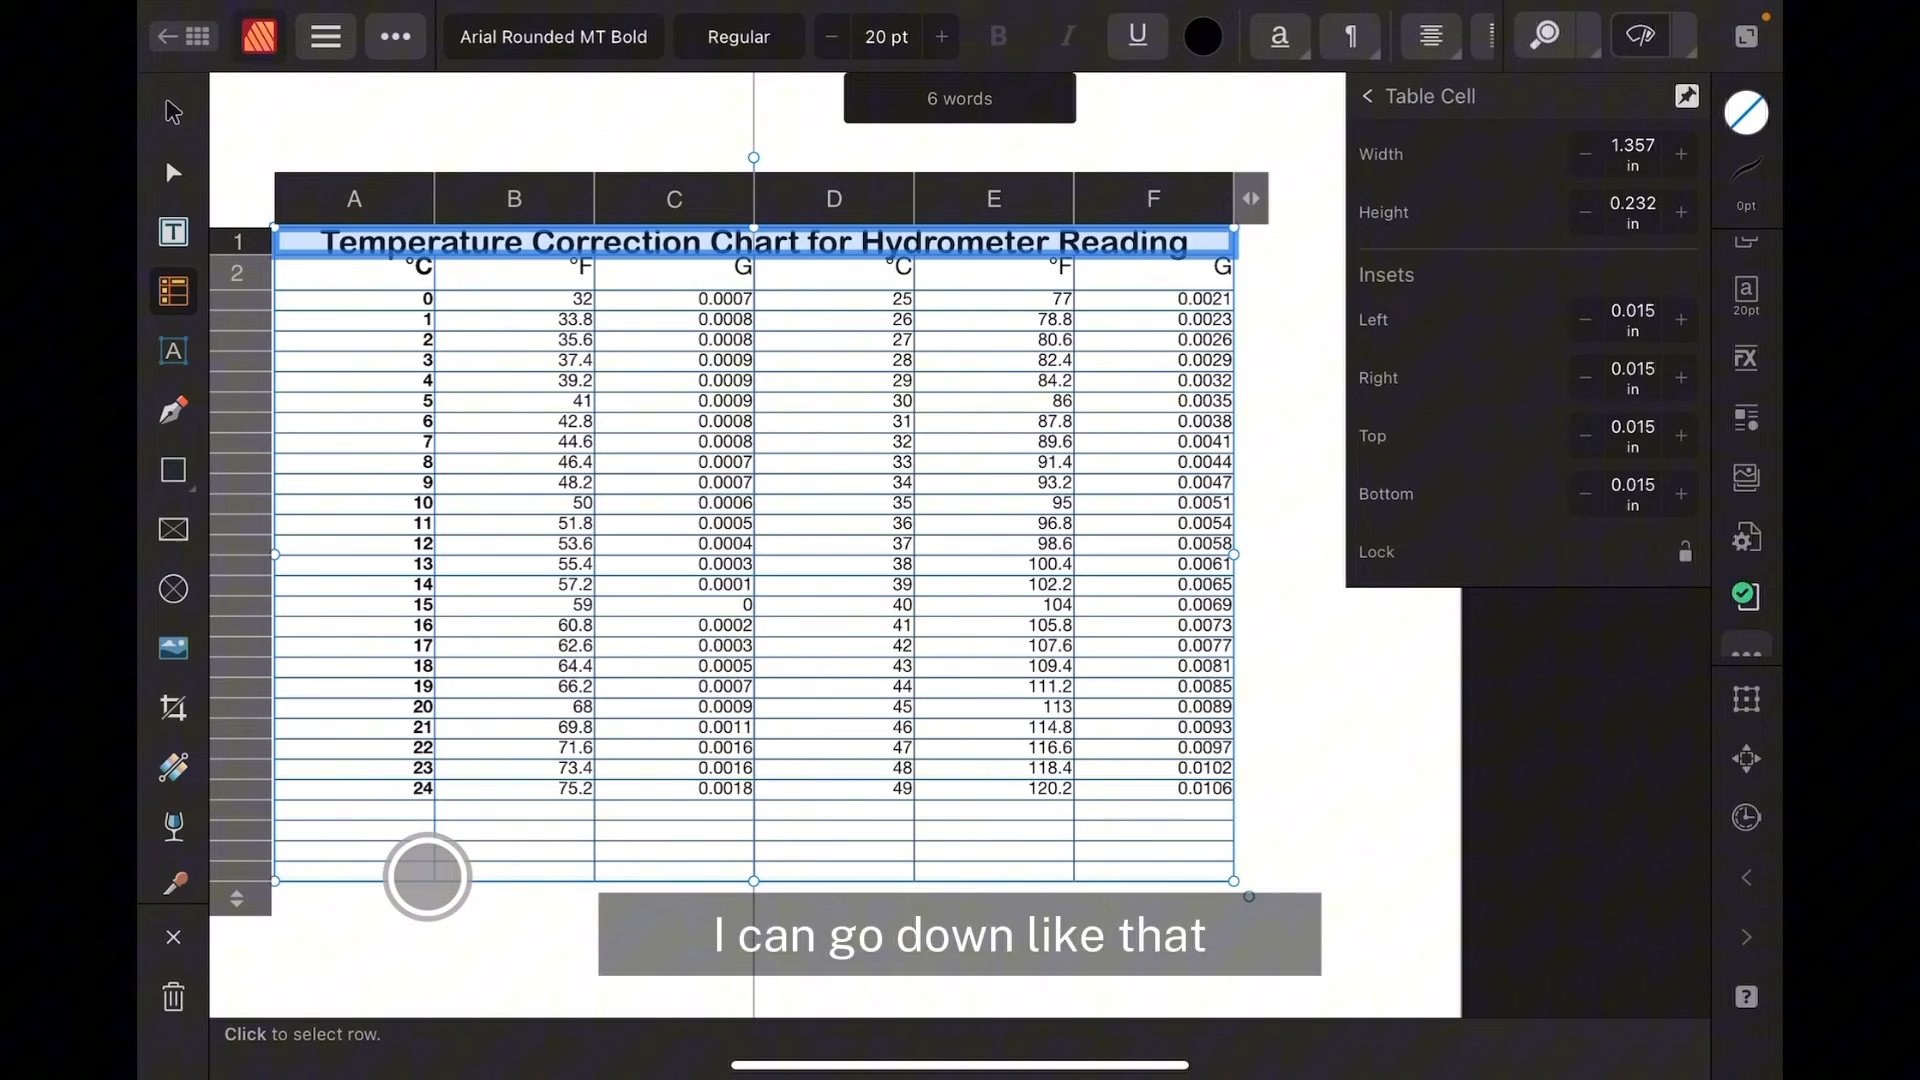 Arial Rounded MT Bold Regular 20 pt B I U a ¶
6 words
Table Cell
Width 1.357 in
Height 0.232 in
0pt
Insets
Left 0.015 in
Right 0.015 in
Top 0.015 in
Bottom 0.015 in
Lock
a
20pt
FX
T
A
A B C D E F
1 Temperature Correction Chart for Hydrometer Reading
2 °C °F G °C °F G
0 32 0.0007 25 77 0.0021
1 33.8 0.0008 26 78.8 0.0023
2 35.6 0.0008 27 80.6 0.0026
3 37.4 0.0009 28 82.4 0.0029
4 39.2 0.0009 29 84.2 0.0032
5 41 0.0009 30 86 0.0035
6 42.8 0.0008 31 87.8 0.0038
7 44.6 0.0008 32 89.6 0.0041
8 46.4 0.0007 33 91.4 0.0044
9 48.2 0.0007 34 93.2 0.0047
10 50 0.0006 35 95 0.0051
11 51.8 0.0005 36 96.8 0.0054
12 53.6 0.0004 37 98.6 0.0058
13 55.4 0.0003 38 100.4 0.0061
14 57.2 0.0001 39 102.2 0.0065
15 59 0 40 104 0.0069
16 60.8 0.0002 41 105.8 0.0073
17 62.6 0.0003 42 107.6 0.0077
18 64.4 0.0005 43 109.4 0.0081
19 66.2 0.0007 44 111.2 0.0085
20 68 0.0009 45 113 0.0089
21 69.8 0.0011 46 114.8 0.0093
22 71.6 0.0016 47 116.6 0.0097
23 73.4 0.0016 48 118.4 0.0102
24 75.2 0.0018 49 120.2 0.0106
I can go down like that
Click to select row.
?